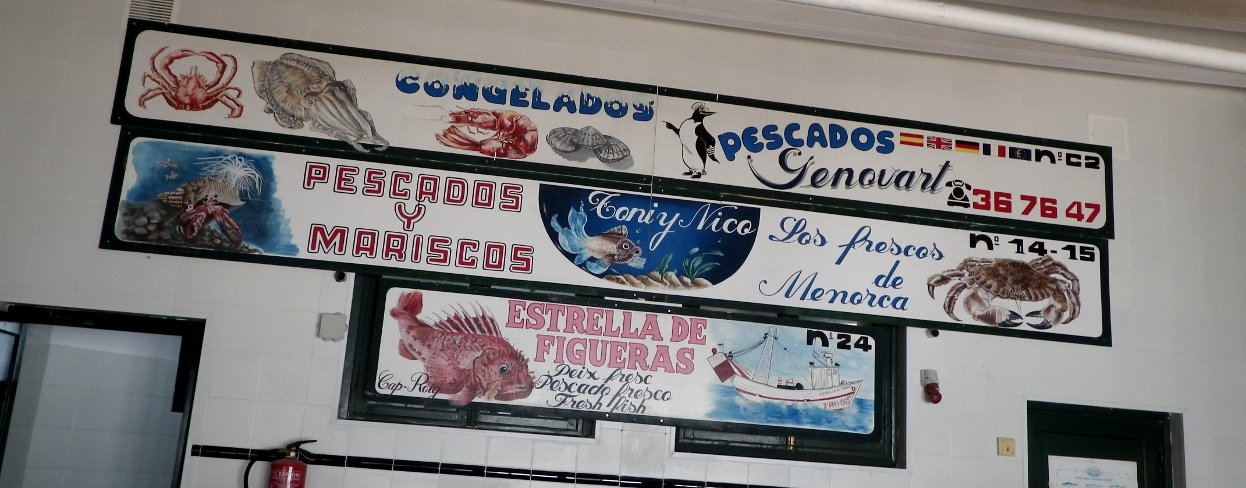 CONGELADOS
PESCADOS
Genovart
nº C2
36 76 47
PESCADOS
Y
MARISCOS
Toni y Nico
Los frescos
de
Menorca
nº 14-15
Cap-Roig
ESTRELLA DE
FIGUERAS
Peix fresc
Pescado fresco
Fresh fish
nº 24